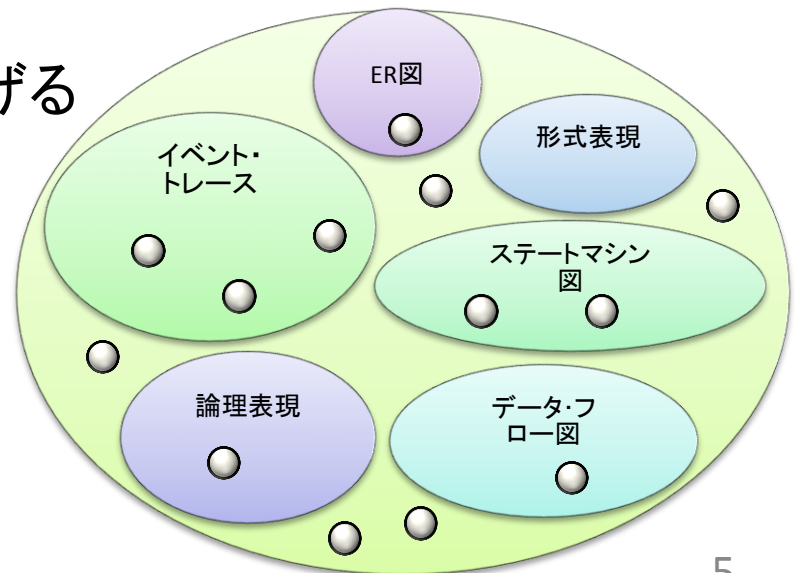 げる
ER図
形式表現
イベント・
トレース
ステートマシン
図
論理表現
データ・フ
ロー図
5